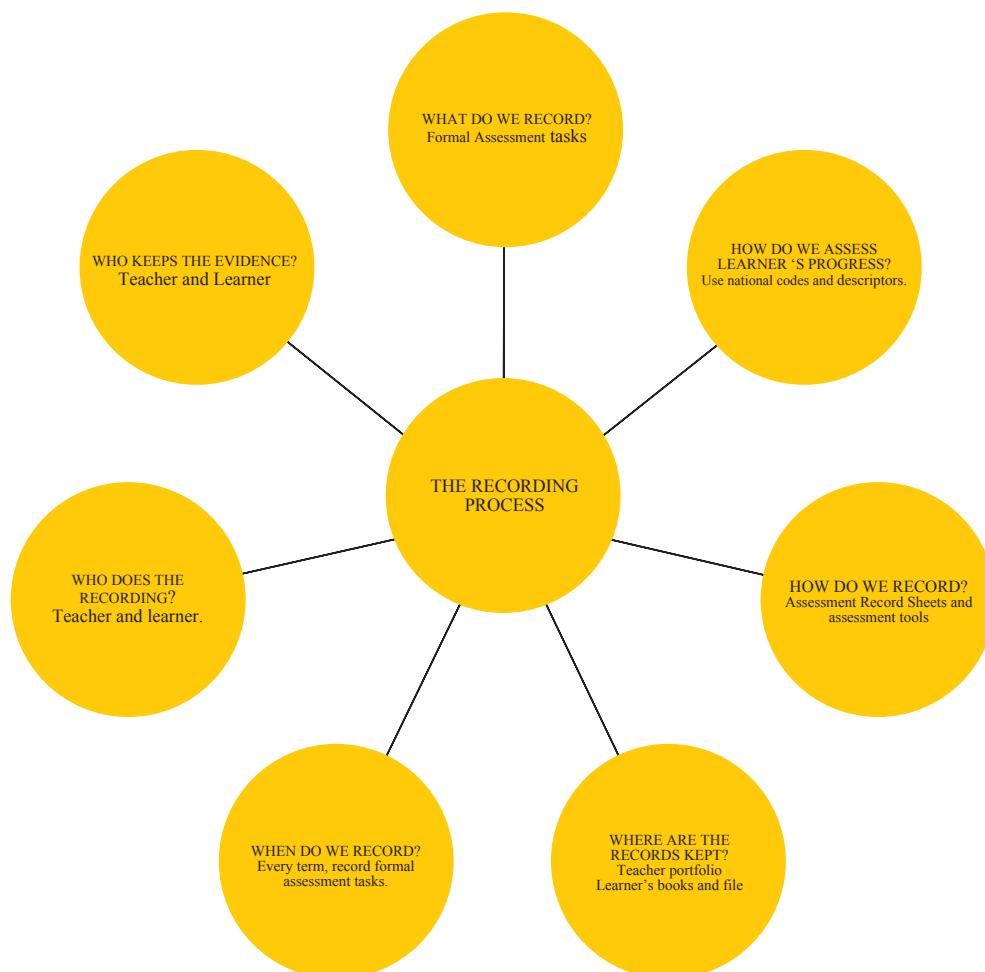 WHAT DO WE RECORD?
Formal Assessment tasks
HOW DO WE ASSESS
LEARNER ‘S PROGRESS?
Use national codes and descriptors.
WHO KEEPS THE EVIDENCE?
Teacher and Learner
THE RECORDING
PROCESS
WHO DOES THE
RECORDING?
Teacher and learner.
HOW DO WE RECORD?
Assessment Record Sheets and
assessment tools
WHEN DO WE RECORD?
Every term, record formal
assessment tasks.
WHERE ARE THE
RECORDS KEPT?
Teacher portfolio
Learner’s books and file